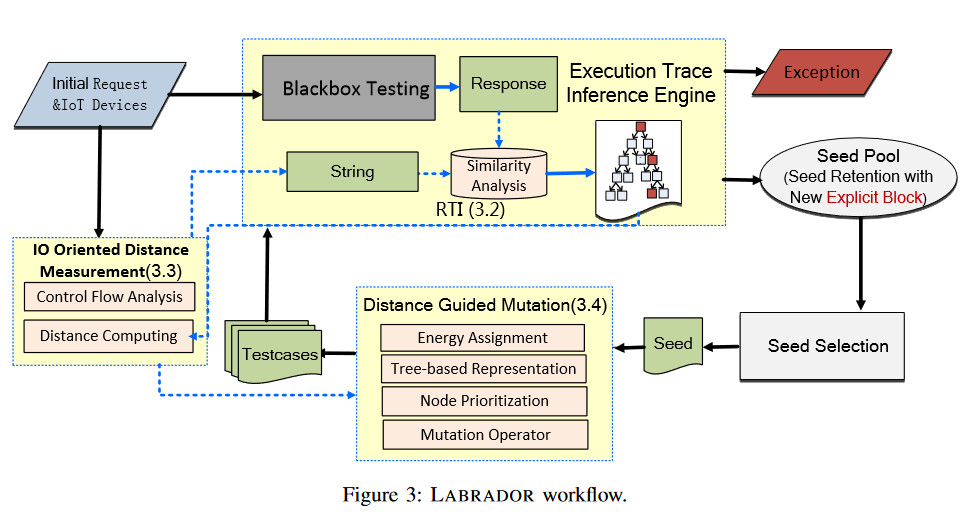 Initial Request
&IoT Devices
Blackbox Testing
Response
Execution Trace
Inference Engine
Exception
String
Similarity
Analysis
RTI (3.2)
Seed Pool
(Seed Retention with
New Explicit Block)
IO Oriented Distance
Measurement(3.3)
Control Flow Analysis
Distance Computing
Testcases
Distance Guided Mutation(3.4)
Energy Assignment
Tree-based Representation
Node Prioritization
Mutation Operator
Seed
Seed Selection
Figure 3: LABRADOR workflow.